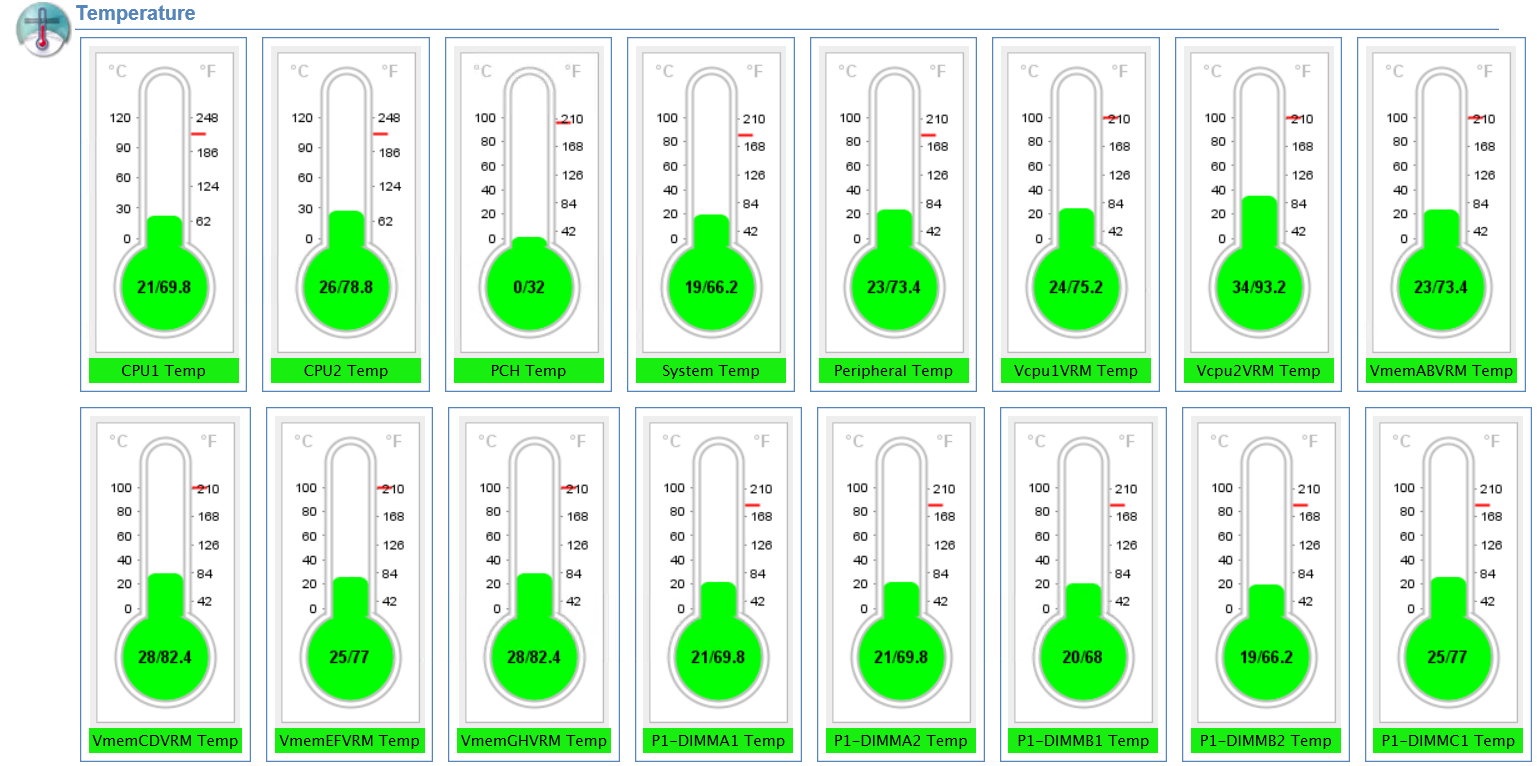 Temperature
°C °F °C °F °C °F °C °F °C °F °C °F °C °F °C °F
120 248 120 248 100 210 100 210 100 210 100 210 100 210 100 210
90 186 90 186 80 168 80 168 80 168 80 168 80 168 80 168
60 124 60 124 60 126 60 126 60 126 60 126 60 126 60 126
30 62 30 62 40 84 40 84 40 84 40 84 40 84 40 84
20 42 20 42 20 42 20 42 20 42 20 42
0 0 0 0 0 0 0 0
21/69.8 26/78.8 0/32 19/66.2 23/73.4 24/75.2 34/93.2 23/73.4
CPU1 Temp CPU2 Temp PCH Temp System Temp Peripheral Temp Vcpu1VRM Temp Vcpu2VRM Temp VmemABVRM Temp
°C °F °C °F °C °F °C °F °C °F °C °F °C °F °C °F
100 210 100 210 100 210 100 210 100 210 100 210 100 210 100 210
80 168 80 168 80 168 80 168 80 168 80 168 80 168 80 168
60 126 60 126 60 126 60 126 60 126 60 126 60 126 60 126
40 84 40 84 40 84 40 84 40 84 40 84 40 84 40 84
20 42 20 42 20 42 20 42 20 42 20 42 20 42 20 42
0 0 0 0 0 0 0 0
28/82.4 25/77 28/82.4 21/69.8 21/69.8 20/68 19/66.2 25/77
VmemCDVRM Temp VmemEFVRM Temp VmemGHVRM Temp P1-DIMMA1 Temp P1-DIMMA2 Temp P1-DIMMB1 Temp P1-DIMMB2 Temp P1-DIMMC1 Temp